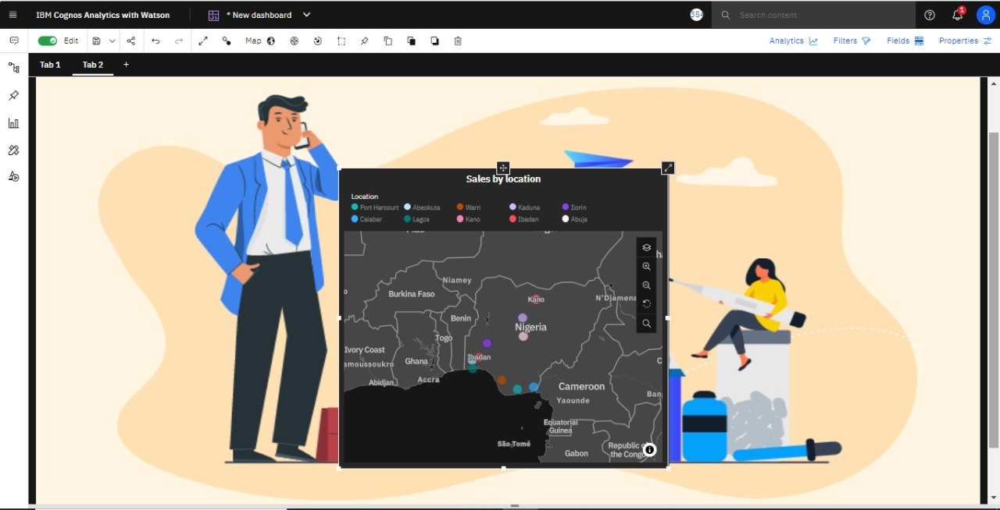 IBM Cognos Analytics with Watson
* New dashboard
Search content
1
Edit
Map
Analytics
Filters
Fields
Properties
Tab 1
Tab 2
+
Sales by location
Location
Port Harcourt
Abeokuta
Warri
Kaduna
Ilorin
Calabar
Lagos
Kano
Ibadan
Abuja
Niamey
Burkina Faso
Kano
N'Djamena
Benin
Nigeria
Togo
Ivory Coast
Ibadan
Ghana
amoussoukro
Accra
Abidjan
Cameroon
Ban
Yaounde
Equatorial
Guinea
São Tomé
Gabon
Republic of
the Congo